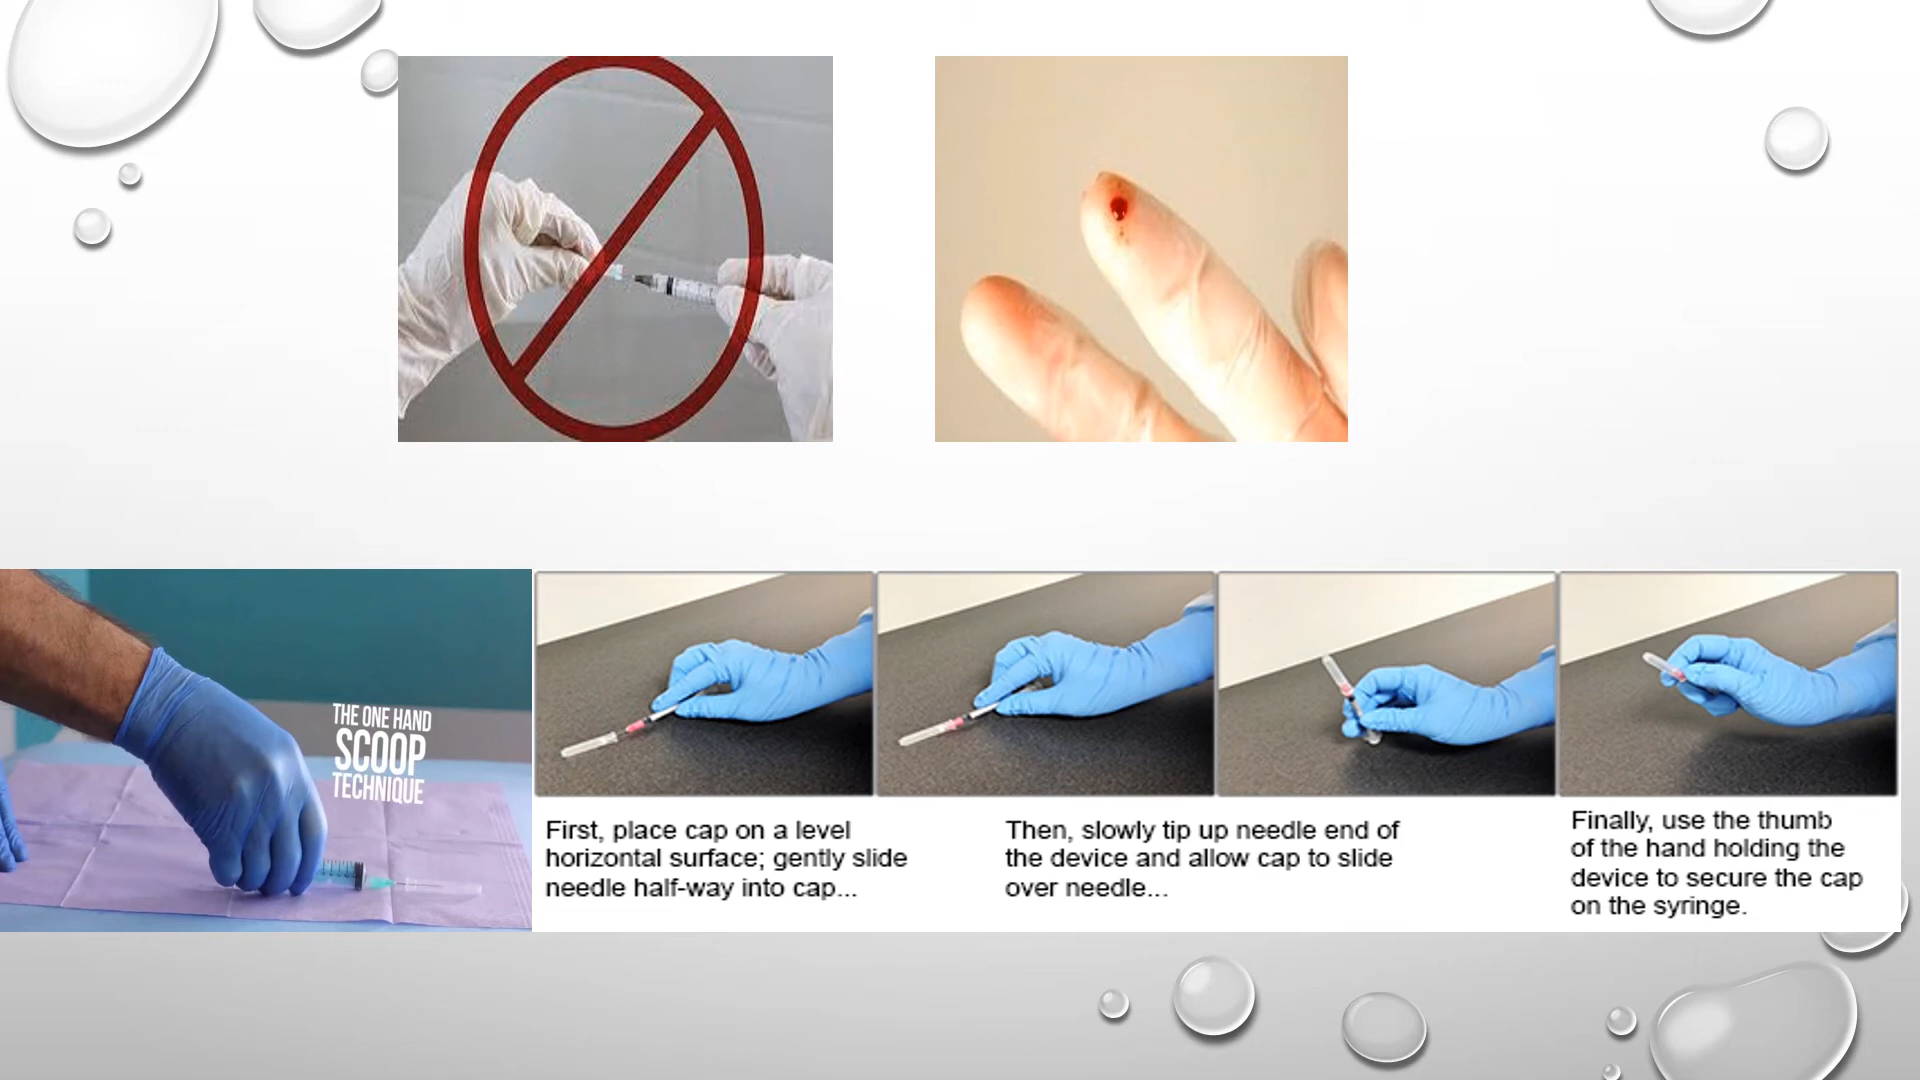 THE ONE HAND
SCOOP
TECHNIQUE
First, place cap on a level
horizontal surface; gently slide
needle half-way into cap...
Then, slowly tip up needle end of
the device and allow cap to slide
over needle...
Finally, use the thumb
of the hand holding the
device to secure the cap
on the syringe.